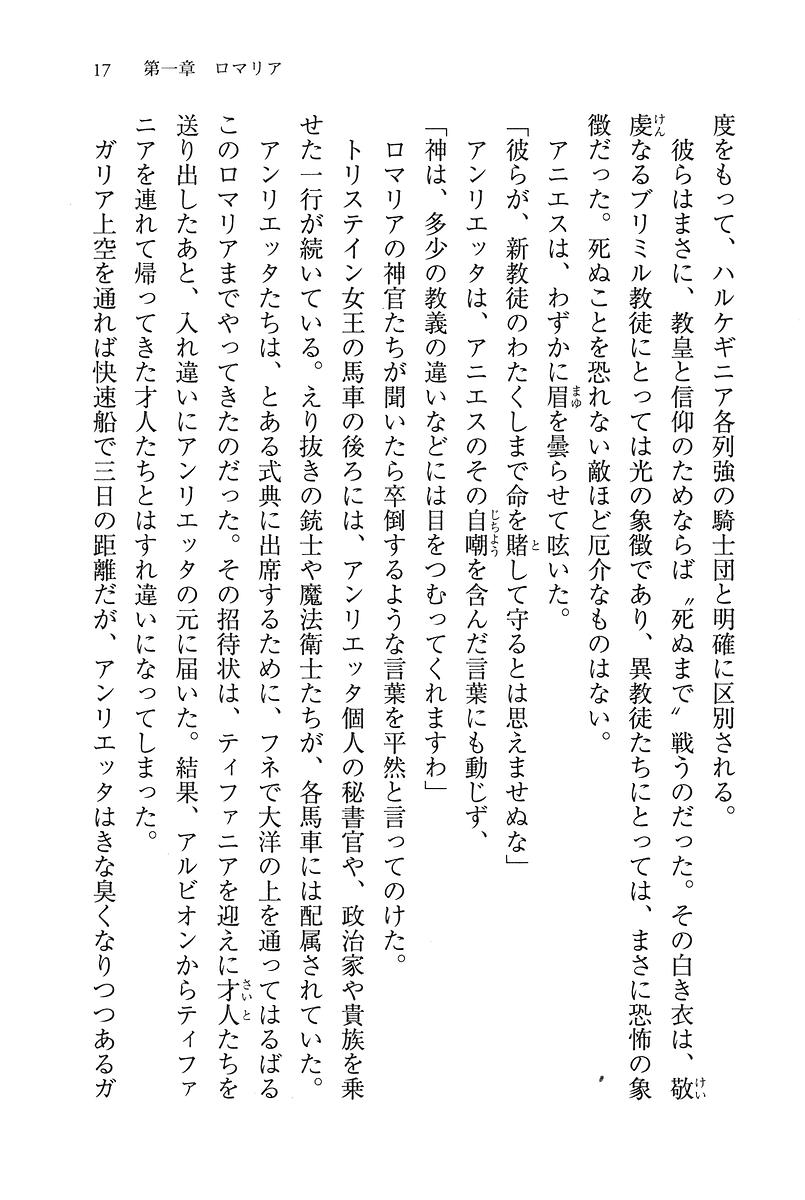 17　第一章　ロマリア
度をもって、ハルケギニア各列強の騎士団と明確に区別される。
　彼らはまさに、教皇と信仰のためならば〝死ぬまで〟戦うのだった。その白き衣は、敬
虔なるブリミル教徒にとっては光の象徴であり、異教徒たちにとっては、まさに恐怖の象
徴だった。死ぬことを恐れない敵ほど厄介なものはない。
　アニエスは、わずかに眉を曇らせて呟いた。
「彼らが、新教徒のわたくしまで命を賭して守るとは思えませぬな」
　アンリエッタは、アニエスのその自嘲を含んだ言葉にも動じず、
「神は、多少の教義の違いなどには目をつむってくれますわ」
　ロマリアの神官たちが聞いたら卒倒するような言葉を平然と言ってのけた。
　トリステイン女王の馬車の後ろには、アンリエッタ個人の秘書官や、政治家や貴族を乗
せた一行が続いている。えり抜きの銃士や魔法衛士たちが、各馬車には配属されていた。
　アンリエッタたちは、とある式典に出席するために、フネで大洋の上を通ってはるばる
このロマリアまでやってきたのだった。その招待状は、ティファニアを迎えに才人たちを
送り出したあと、入れ違いにアンリエッタの元に届いた。結果、アルビオンからティファ
ニアを連れて帰ってきた才人たちとはすれ違いになってしまった。
　ガリア上空を通れば快速船で三日の距離だが、アンリエッタはきな臭くなりつつあるガ